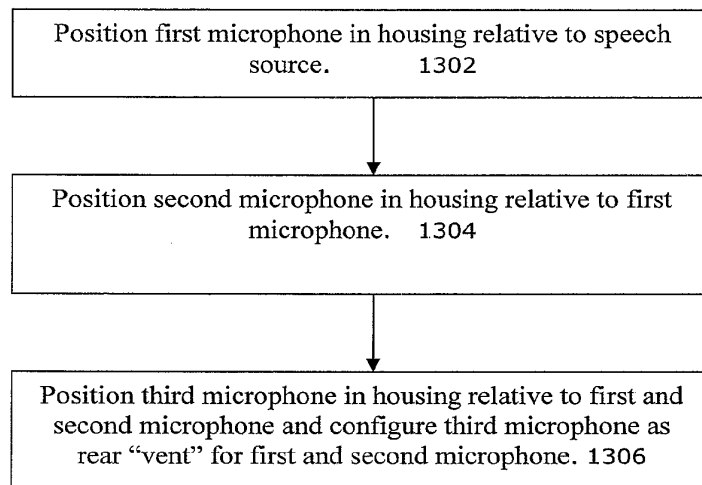 Position first microphone in housing relative to speech
source. 1302
Position second microphone in housing relative to first
microphone. 1304
Position third microphone in housing relative to first and
second microphone and configure third microphone as
rear “vent” for first and second microphone. 1306